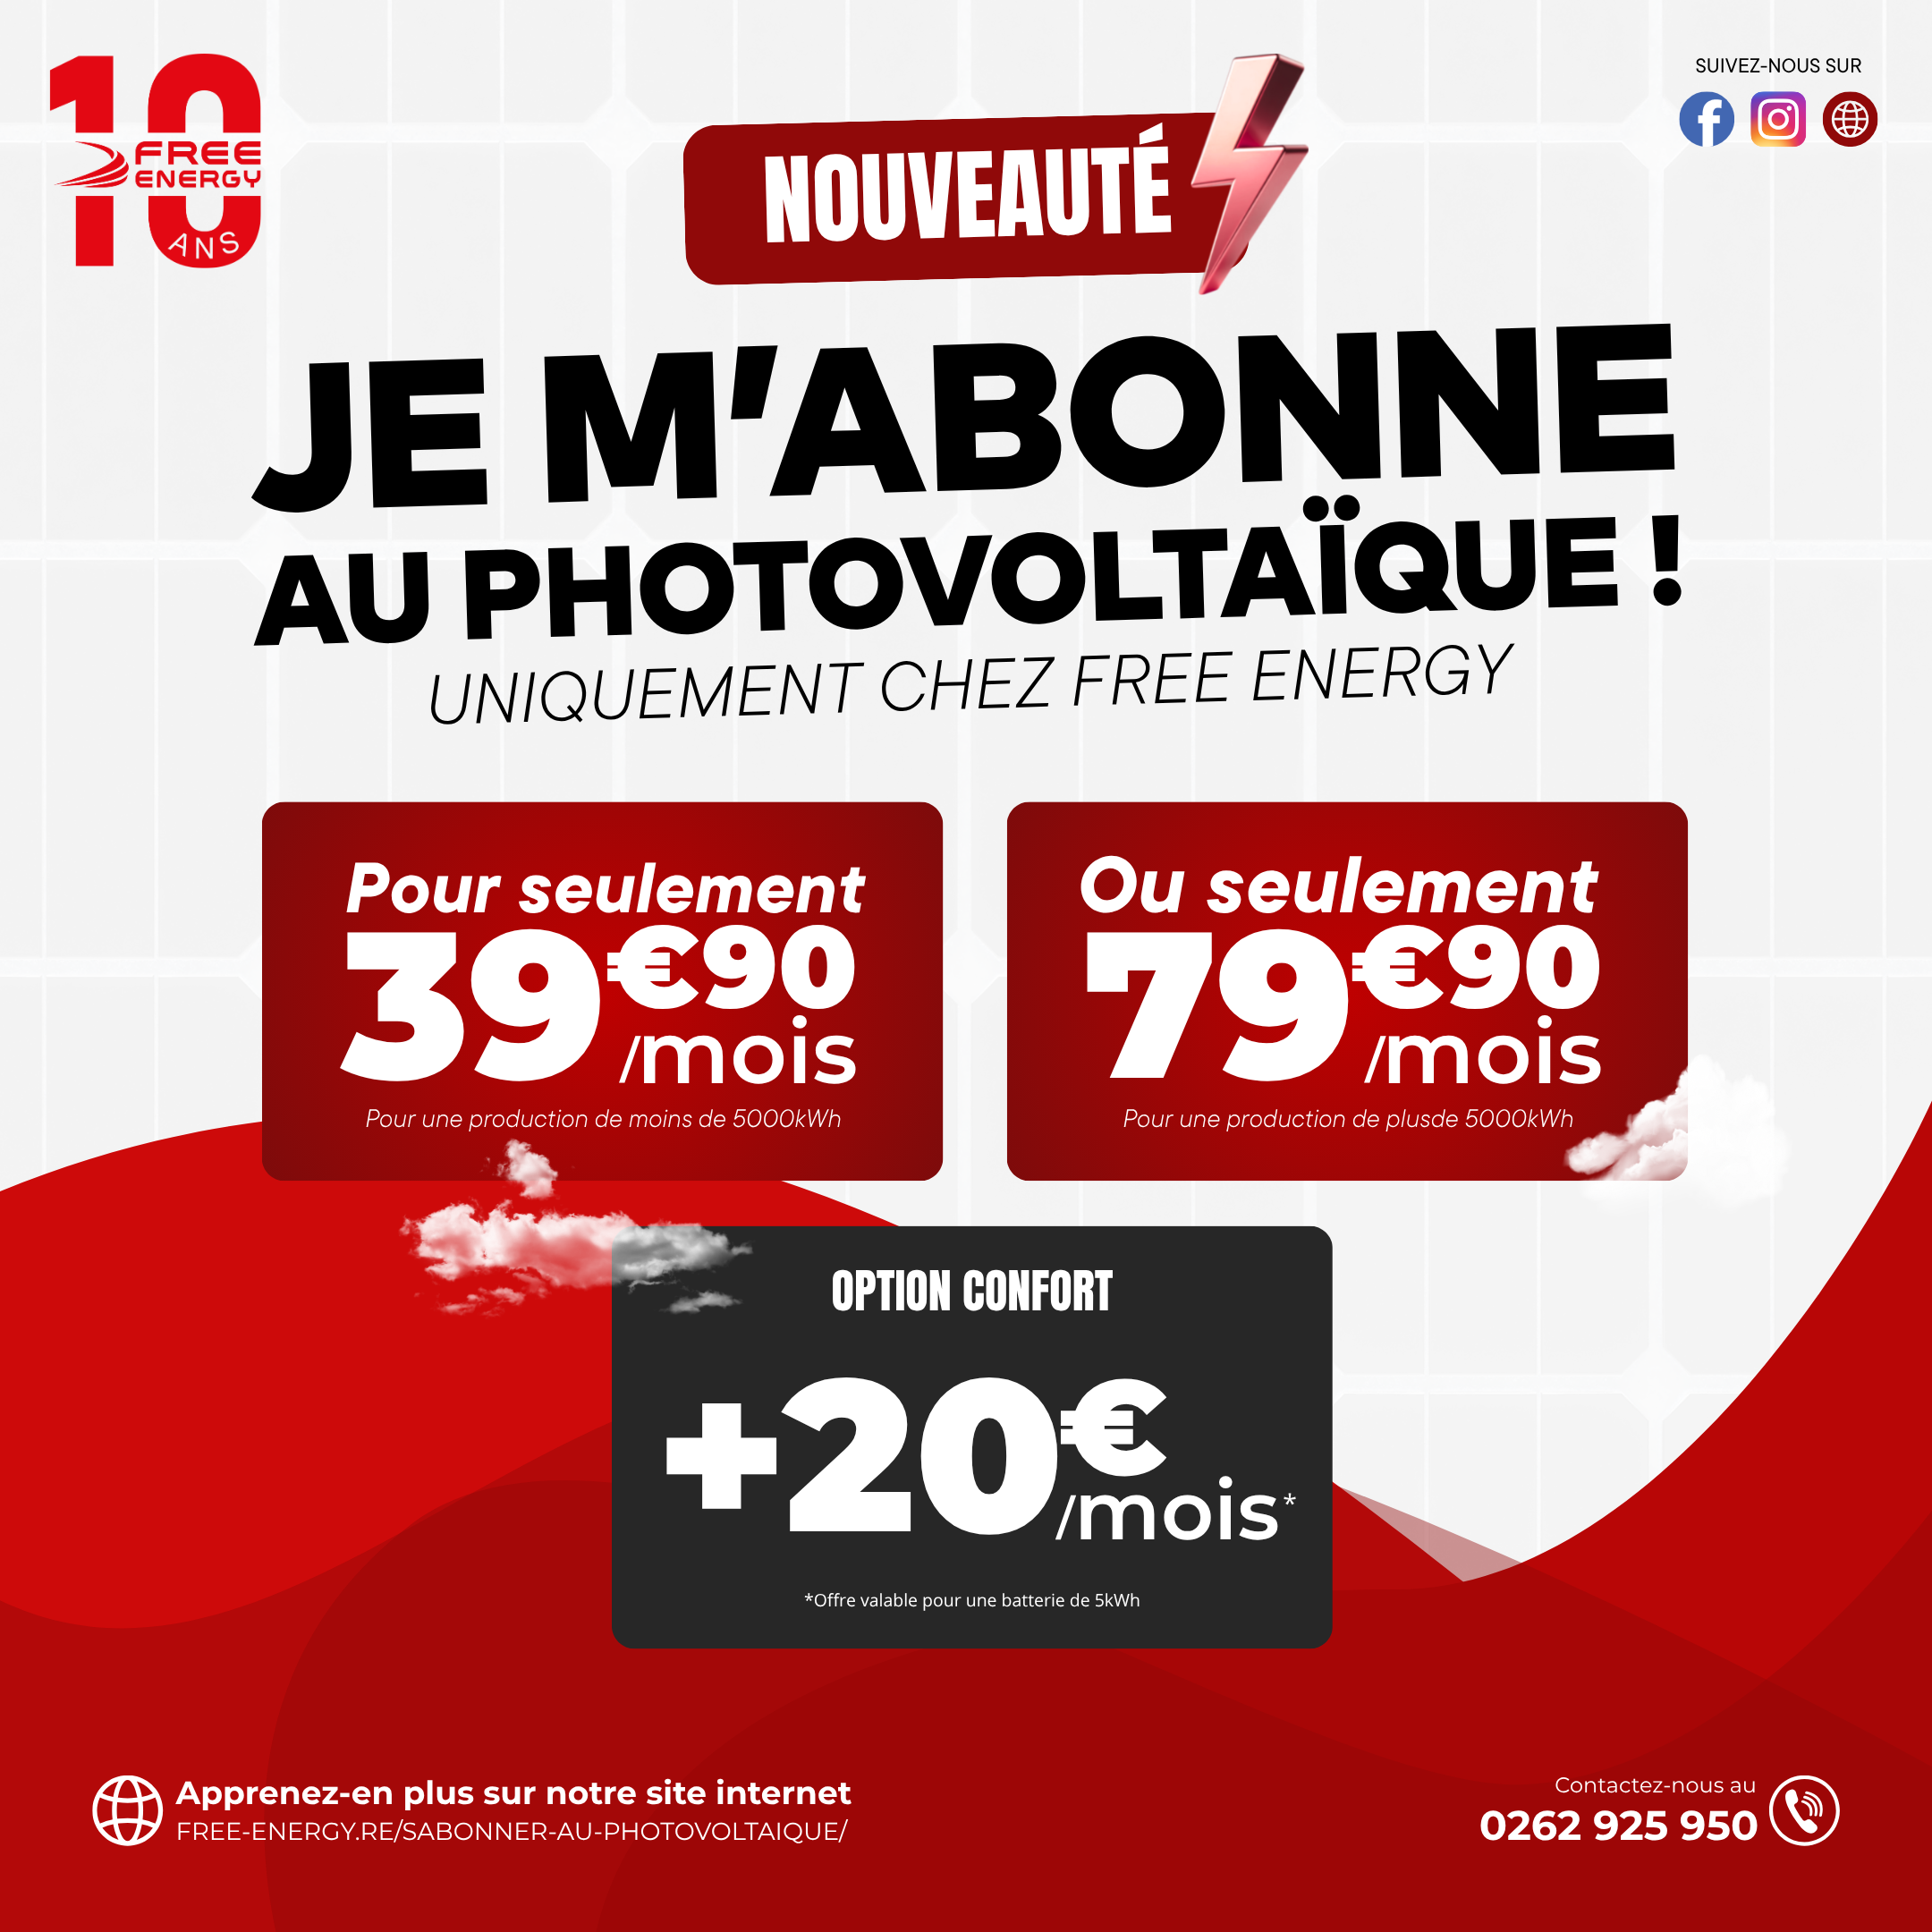 10
FREE
ENERGY
ANS
SUIVEZ-NOUS SUR
NOUVEAUTÉ
JE M'ABONNE
AU PHOTOVOLTAÏQUE !
UNIQUEMENT CHEZ FREE ENERGY
Pour seulement
39€90
/mois
Pour une production de moins de 5000kWh
Ou seulement
79€90
/mois
Pour une production de plusde 5000kWh
OPTION CONFORT
+20€
/mois*
*Offre valable pour une batterie de 5kWh
Apprenez-en plus sur notre site internet
FREE-ENERGY.RE/SABONNER-AU-PHOTOVOLTAIQUE/
Contactez-nous au
0262 925 950